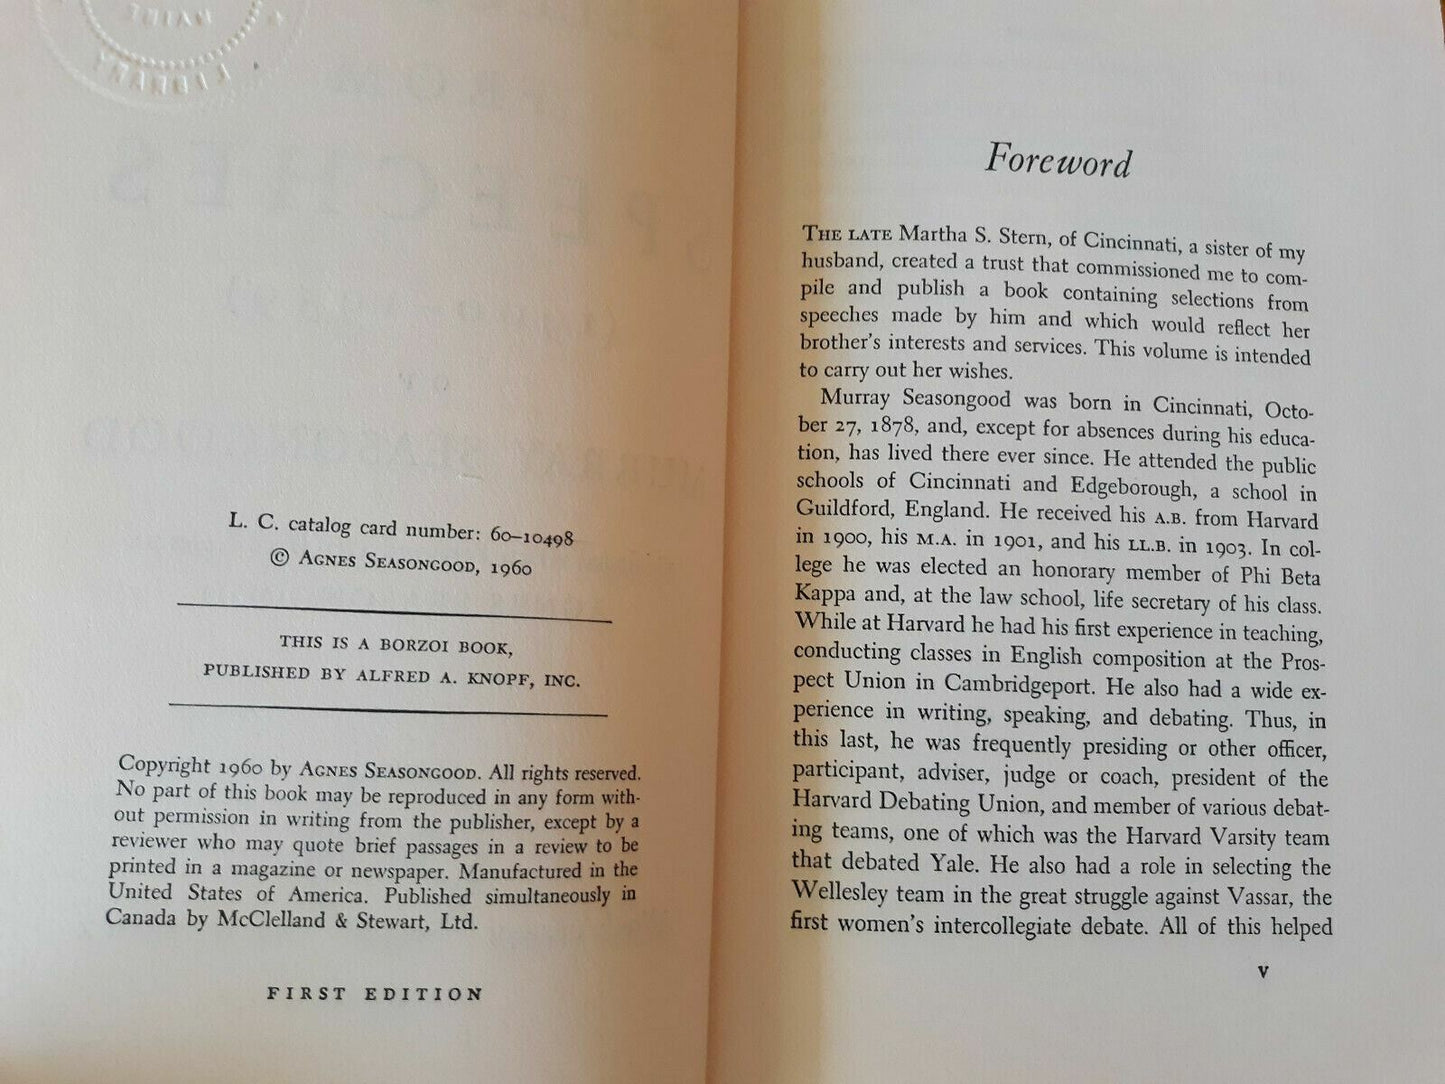 LIBRARY
L. C. catalog card number: 60–10498
© Agnes Seasongood, 1960
THIS IS A BORZOI BOOK,
PUBLISHED BY ALFRED A. KNOPF, INC.
Copyright 1960 by Agnes Seasongood. All rights reserved.
No part of this book may be reproduced in any form with-
out permission in writing from the publisher, except by a
reviewer who may quote brief passages in a review to be
printed in a magazine or newspaper. Manufactured in the
United States of America. Published simultaneously in
Canada by McClelland & Stewart, Ltd.
FIRST EDITION
Foreword
The late Martha S. Stern, of Cincinnati, a sister of my
husband, created a trust that commissioned me to com-
pile and publish a book containing selections from
speeches made by him and which would reflect her
brother's interests and services. This volume is intended
to carry out her wishes.
Murray Seasongood was born in Cincinnati, Octo-
ber 27, 1878, and, except for absences during his educa-
tion, has lived there ever since. He attended the public
schools of Cincinnati and Edgeborough, a school in
Guildford, England. He received his A.B. from Harvard
in 1900, his M.A. in 1901, and his LL.B. in 1903. In col-
lege he was elected an honorary member of Phi Beta
Kappa and, at the law school, life secretary of his class.
While at Harvard he had his first experience in teaching,
conducting classes in English composition at the Pros-
pect Union in Cambridgeport. He also had a wide ex-
perience in writing, speaking, and debating. Thus, in
this last, he was frequently presiding or other officer,
participant, adviser, judge or coach, president of the
Harvard Debating Union, and member of various debat-
ing teams, one of which was the Harvard Varsity team
that debated Yale. He also had a role in selecting the
Wellesley team in the great struggle against Vassar, the
first women's intercollegiate debate. All of this helped
v